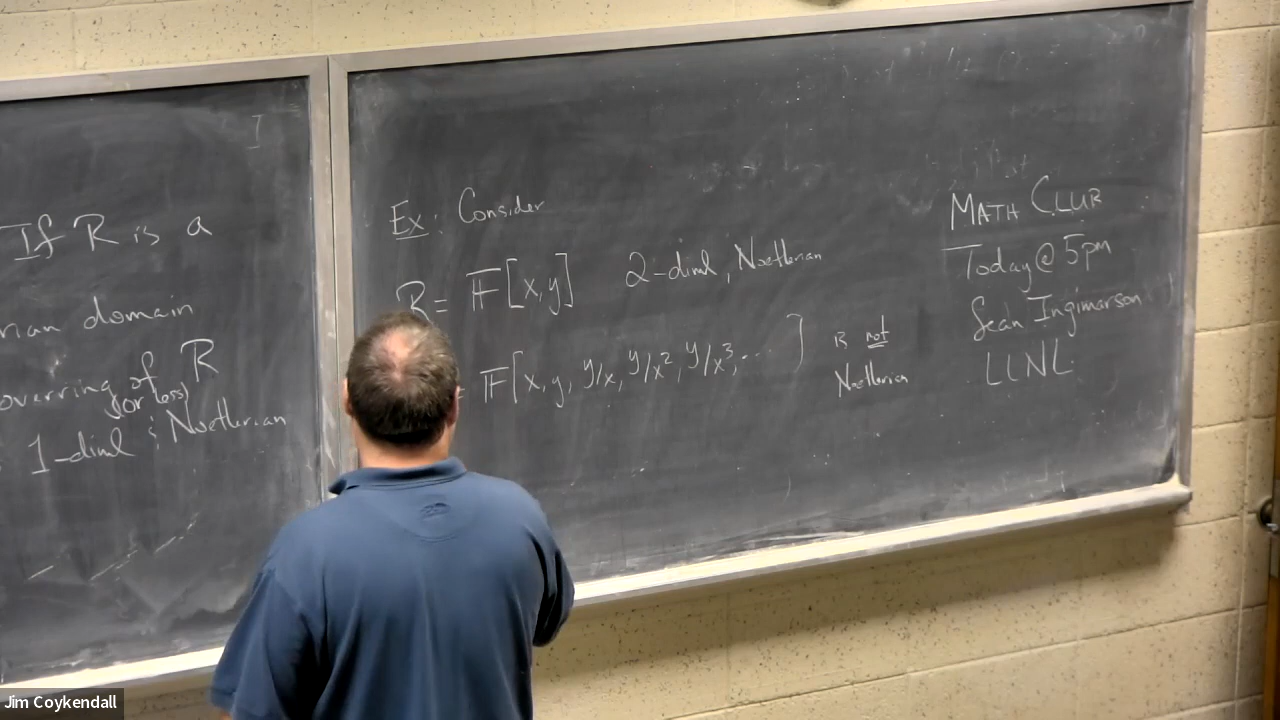 If R is a
rian domain
overring of R
(or less)
1-dim'l & Noetherian
Ex: Consider
R = F[x,y] 2-dim'l, Noetherian
= F[x, y, y/x, y/x², y/x³, ... ] is not
Noetherian
MATH CLUB
Today @ 5pm
Sean Ingimarson
LLNL
Jim Coykendall